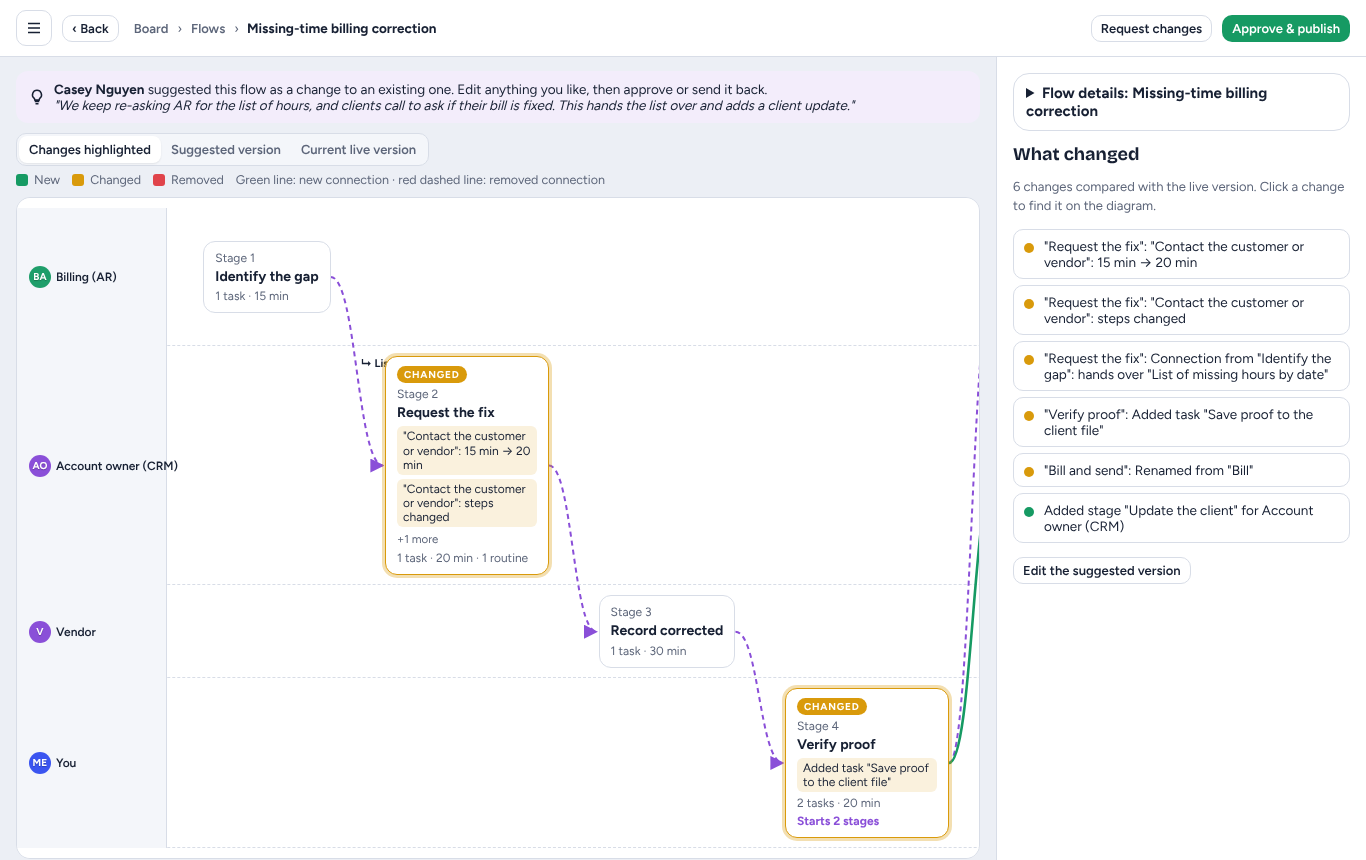 ‹ Back
Board › Flows › Missing-time billing correction
Request changes
Approve & publish
Casey Nguyen suggested this flow as a change to an existing one. Edit anything you like, then approve or send it back.
"We keep re-asking AR for the list of hours, and clients call to ask if their bill is fixed. This hands the list over and adds a client update."
Changes highlighted
Suggested version
Current live version
New
Changed
Removed
Green line: new connection · red dashed line: removed connection
BA Billing (AR)
Stage 1
Identify the gap
1 task · 15 min
AO Account owner (CRM)
↳
CHANGED
Stage 2
Request the fix
"Contact the customer
or vendor": 15 min → 20
min
"Contact the customer
or vendor": steps
changed
+1 more
1 task · 20 min · 1 routine
V Vendor
Stage 3
Record corrected
1 task · 30 min
ME You
CHANGED
Stage 4
Verify proof
Added task "Save proof
to the client file"
2 tasks · 20 min
Starts 2 stages
▶ Flow details: Missing-time billing
correction
What changed
6 changes compared with the live version. Click a change
to find it on the diagram.
"Request the fix": "Contact the customer or
vendor": 15 min → 20 min
"Request the fix": "Contact the customer or
vendor": steps changed
"Request the fix": Connection from "Identify the
gap": hands over "List of missing hours by date"
"Verify proof": Added task "Save proof to the
client file"
"Bill and send": Renamed from "Bill"
Added stage "Update the client" for Account
owner (CRM)
Edit the suggested version